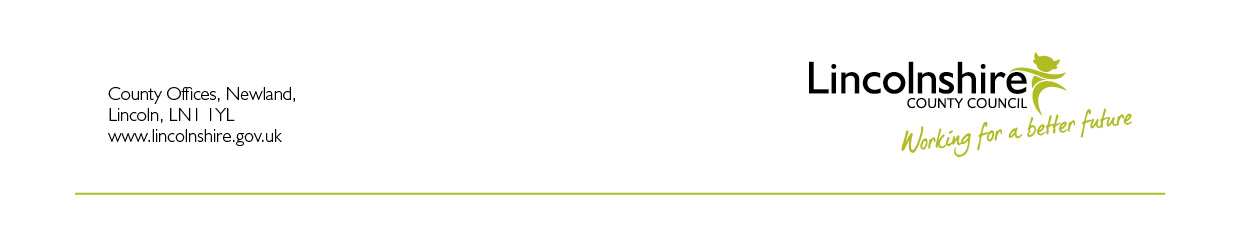 County Offices, Newland,
Lincoln, LN1 1YL
www.lincolnshire.gov.uk
Lincolnshire
COUNTY COUNCIL
Working for a better future